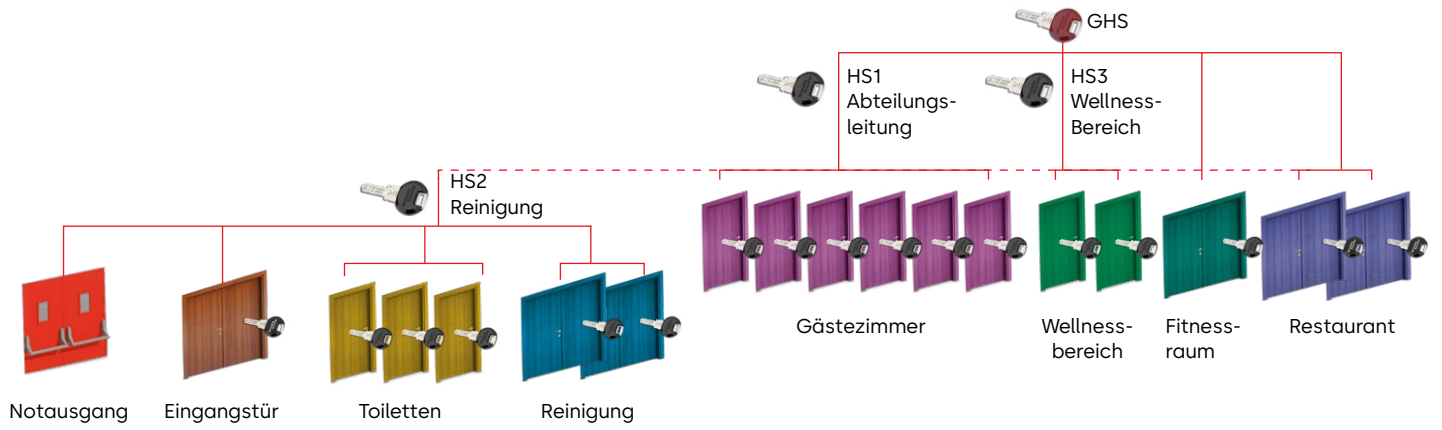 GHS
HS1
Abteilungs-
leitung
HS3
Wellness-
Bereich
HS2
Reinigung
Gästezimmer
Wellness-
bereich
Fitness-
raum
Restaurant
Notausgang
Eingangstür
Toiletten
Reinigung